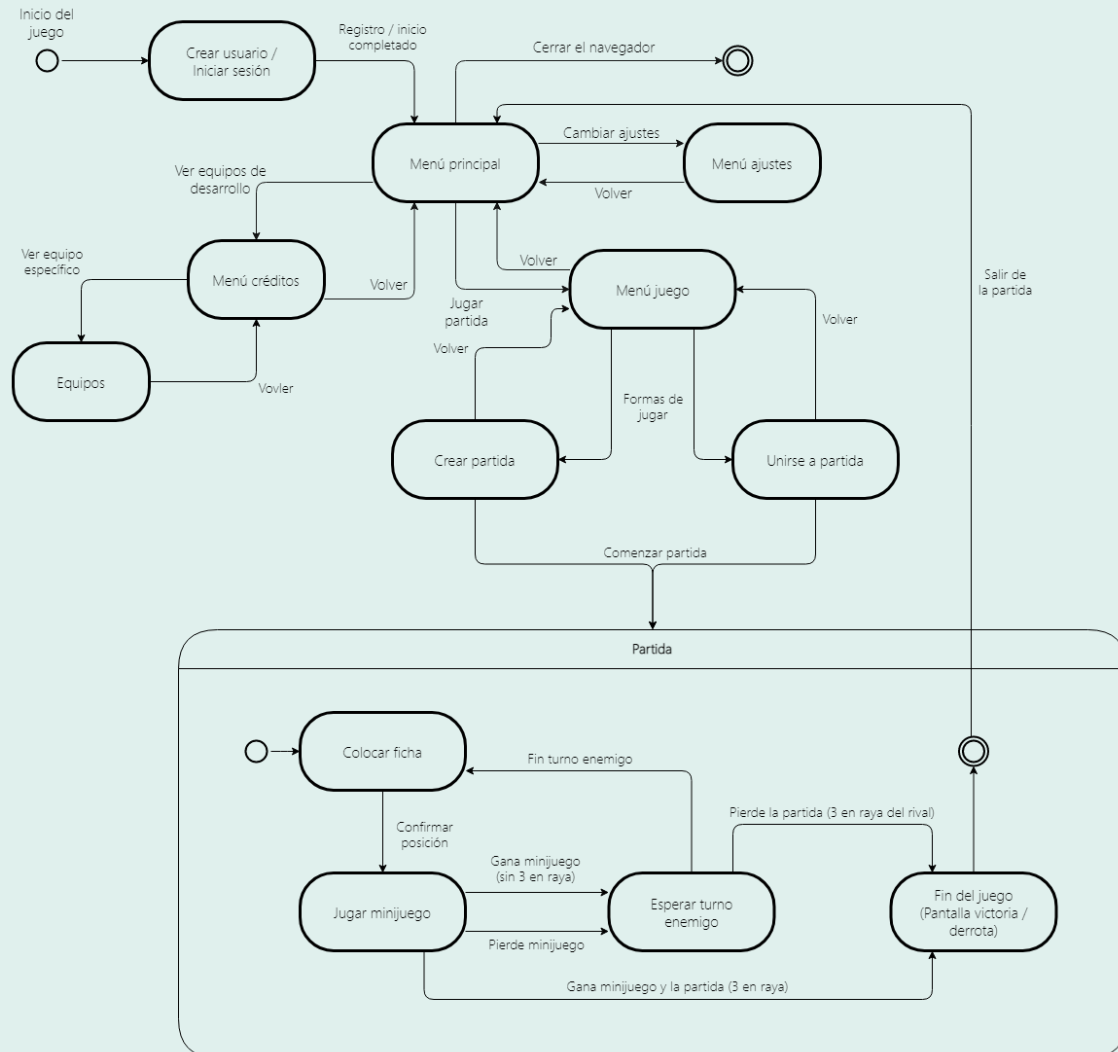 Inicio del
juego
Crear usuario /
Iniciar sesión
Registro / inicio
completado
Cerrar el navegador
Menú principal
Cambiar ajustes
Menú ajustes
Volver
Ver equipos de
desarrollo
Ver equipo
específico
Menú créditos
Volver
Equipos
Vovler
Volver
Jugar
partida
Menú juego
Salir de
la partida
Volver
Volver
Formas de
jugar
Crear partida
Unirse a partida
Comenzar partida
Partida
Colocar ficha
Fin turno enemigo
Confirmar
posición
Pierde la partida (3 en raya del rival)
Gana minijuego
(sin 3 en raya)
Jugar minijuego
Esperar turno
enemigo
Fin del juego
(Pantalla victoria /
derrota)
Pierde minijuego
Gana minijuego y la partida (3 en raya)